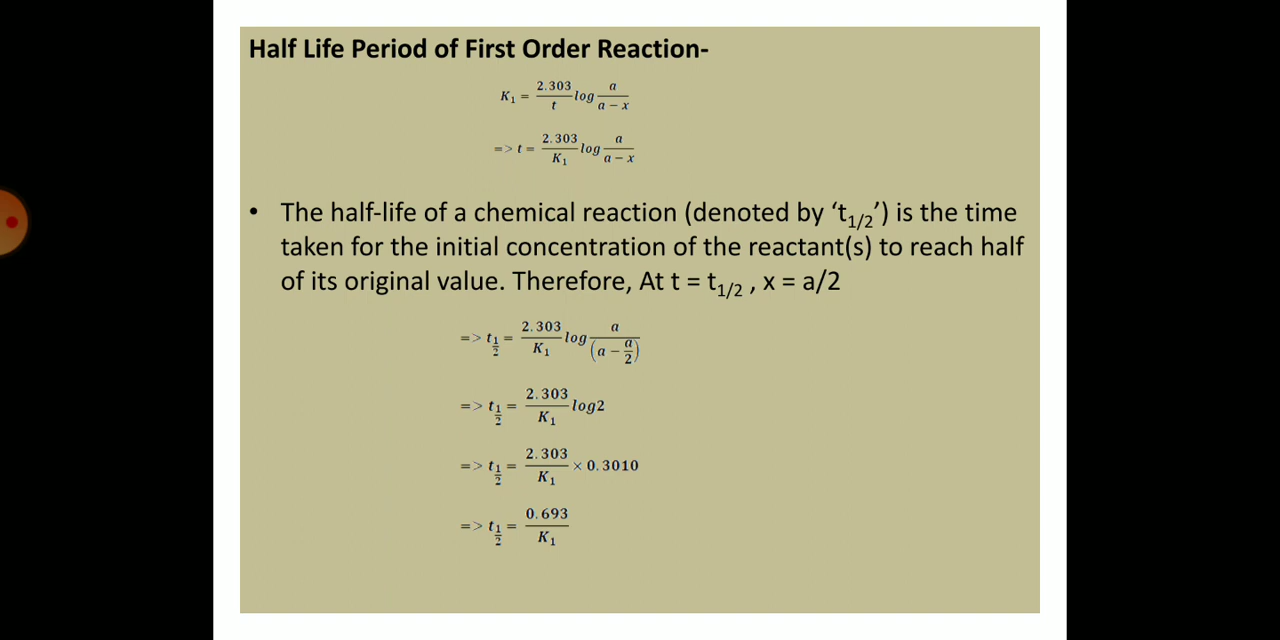 Half Life Period of First Order Reaction-
K₁ = 2.303/t log a/(a − x)
=> t = 2.303/K₁ log a/(a − x)
• The half-life of a chemical reaction (denoted by ‘t₁/₂’) is the time
taken for the initial concentration of the reactant(s) to reach half
of its original value. Therefore, At t = t₁/₂ , x = a/2
=> t½ = 2.303/K₁ log a/(a − a/2)
=> t½ = 2.303/K₁ log2
=> t½ = 2.303/K₁ × 0.3010
=> t½ = 0.693/K₁